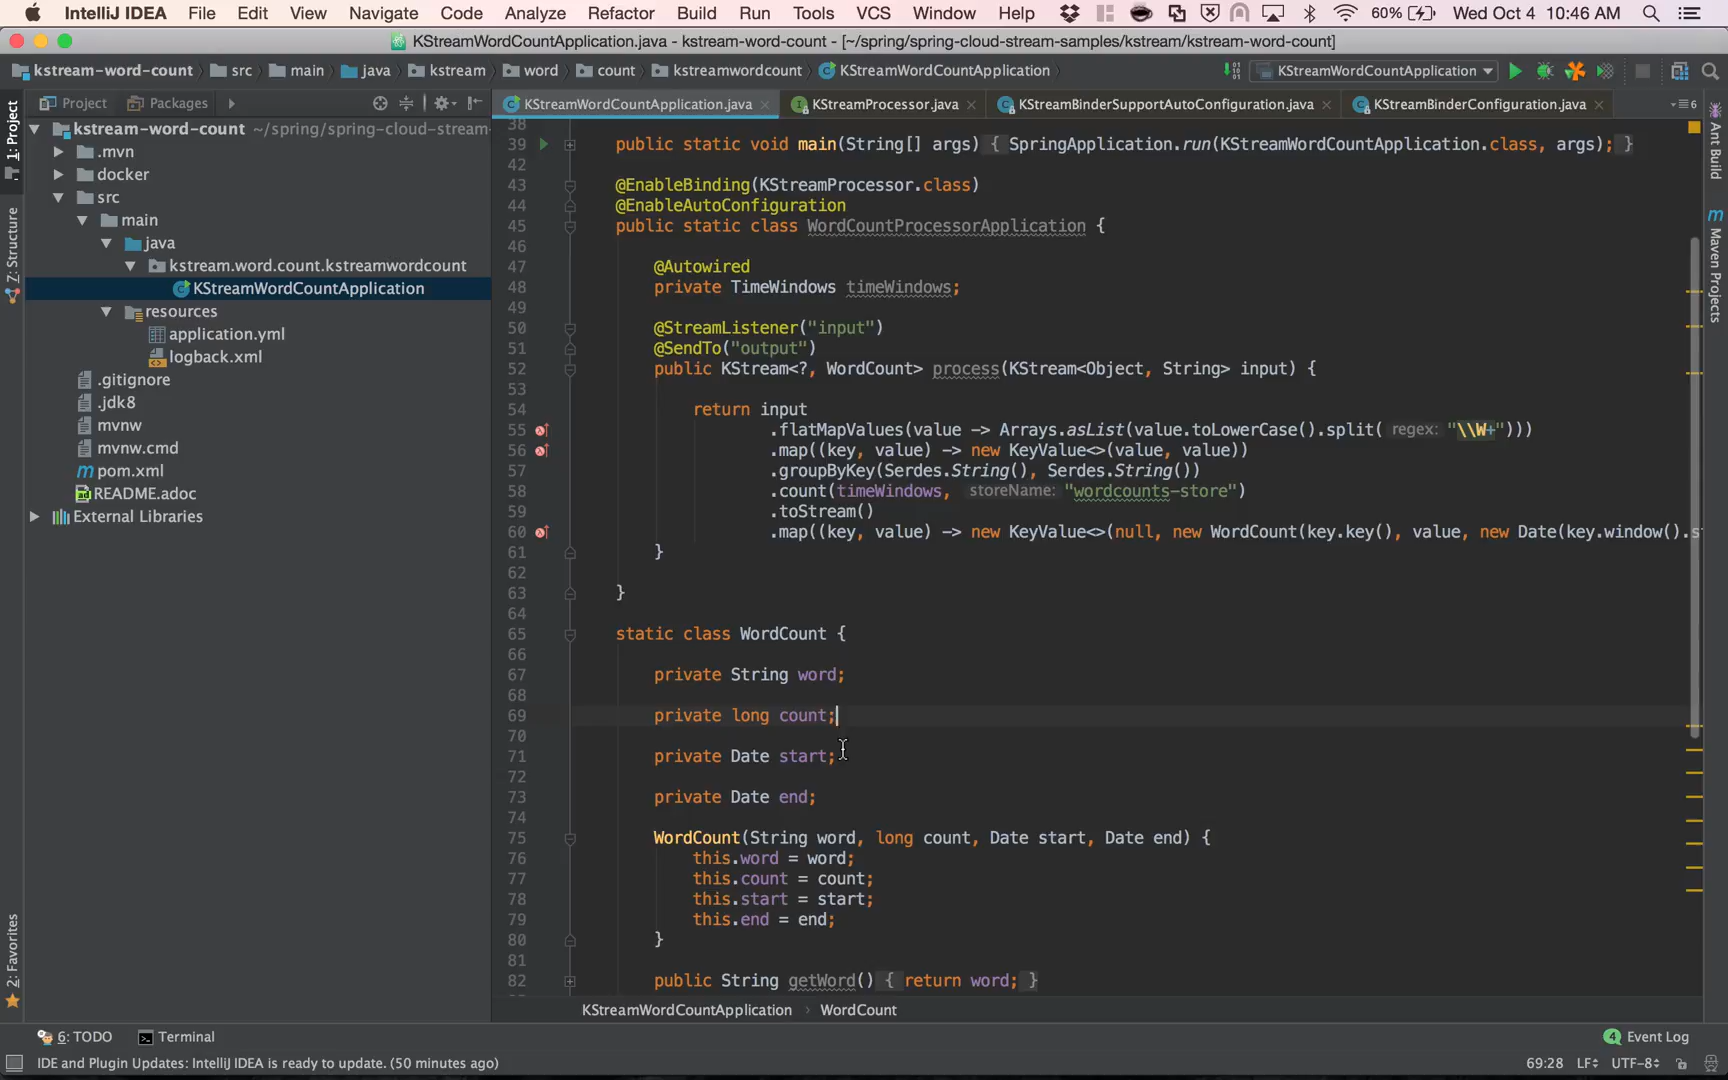 IntelliJ IDEA File Edit View Navigate Code Analyze Refactor Build Run Tools VCS Window Help 60% Wed Oct 4 10:46 AM
KStreamWordCountApplication.java - kstream-word-count - [~/spring/spring-cloud-stream-samples/kstream/kstream-word-count]
kstream-word-count src main java kstream word count kstreamwordcount KStreamWordCountApplication KStreamWordCountApplication
Project Packages KStreamWordCountApplication.java KStreamProcessor.java KStreamBinderSupportAutoConfiguration.java KStreamBinderConfiguration.java 6
1: Project
Z: Structure
2: Favorites
kstream-word-count ~/spring/spring-cloud-stream-
.mvn
docker
src
main
java
kstream.word.count.kstreamwordcount
KStreamWordCountApplication
resources
application.yml
logback.xml
.gitignore
.jdk8
mvnw
mvnw.cmd
pom.xml
README.adoc
External Libraries
38
39 public static void main(String[] args) { SpringApplication.run(KStreamWordCountApplication.class, args); }
42
43 @EnableBinding(KStreamProcessor.class)
44 @EnableAutoConfiguration
45 public static class WordCountProcessorApplication {
46
47 @Autowired
48 private TimeWindows timeWindows;
49
50 @StreamListener("input")
51 @SendTo("output")
52 public KStream<?, WordCount> process(KStream<Object, String> input) {
53
54 return input
55 .flatMapValues(value -> Arrays.asList(value.toLowerCase().split( regex: "\\W+")))
56 .map((key, value) -> new KeyValue<>(value, value))
57 .groupByKey(Serdes.String(), Serdes.String())
58 .count(timeWindows, storeName: "wordcounts-store")
59 .toStream()
60 .map((key, value) -> new KeyValue<>(null, new WordCount(key.key(), value, new Date(key.window().s
61 }
62
63 }
64
65 static class WordCount {
66
67 private String word;
68
69 private long count;
70
71 private Date start;
72
73 private Date end;
74
75 WordCount(String word, long count, Date start, Date end) {
76 this.word = word;
77 this.count = count;
78 this.start = start;
79 this.end = end;
80 }
81
82 public String getWord() { return word; }
Ant Build
Maven Projects
KStreamWordCountApplication › WordCount
6: TODO Terminal 4 Event Log
IDE and Plugin Updates: IntelliJ IDEA is ready to update. (50 minutes ago) 69:28 LF UTF-8